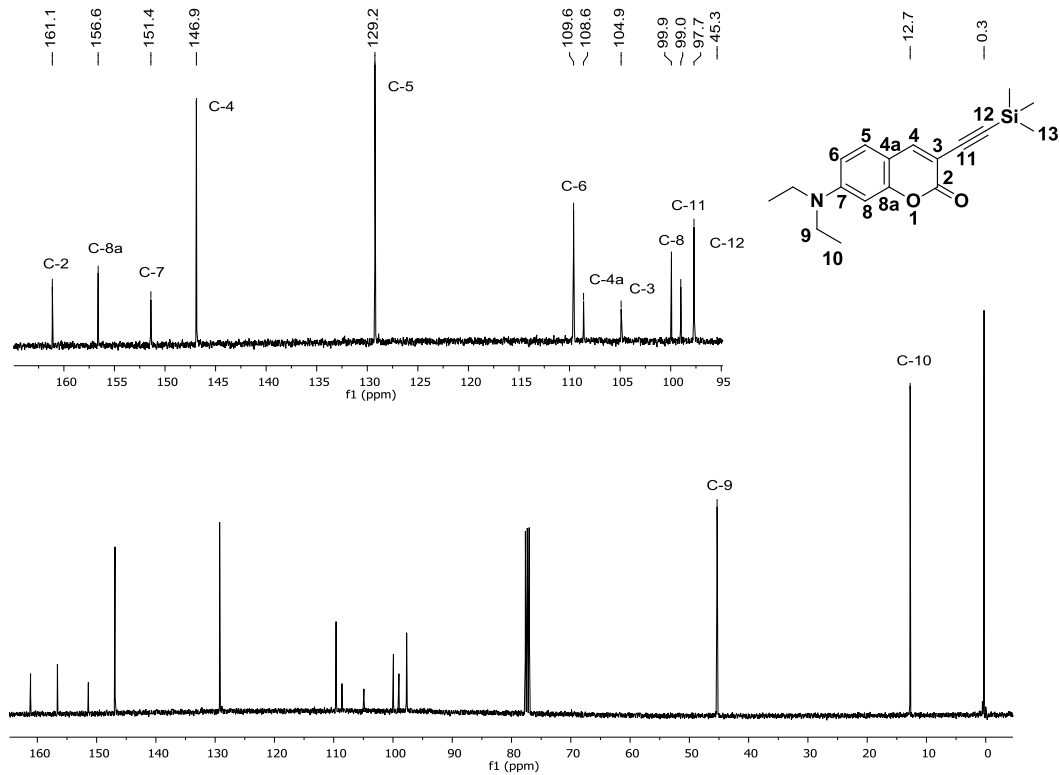 161.1
156.6
151.4
146.9
129.2
109.6
108.6
104.9
99.9
99.0
97.7
45.3
12.7
0.3
C-5
C-4
C-6
C-11
C-8
C-12
C-8a
C-2
C-7
C-4a
C-3
160 155 150 145 140 135 130 125 120 115 110 105 100 95
f1 (ppm)
12 Si
13
5 4
4a 3
6 11
2
7 8a O O
N 8 1
9
10
C-10
C-9
160 150 140 130 120 110 100 90 80 70 60 50 40 30 20 10 0
f1 (ppm)